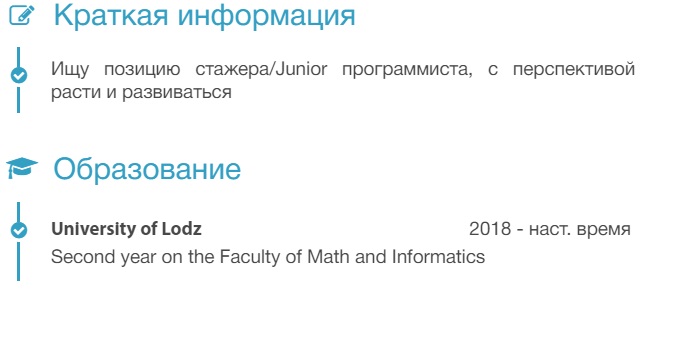 Краткая информация
Ищу позицию стажера/Junior программиста, с перспективой
расти и развиваться
Образование
University of Lodz 2018 - наст. время
Second year on the Faculty of Math and Informatics